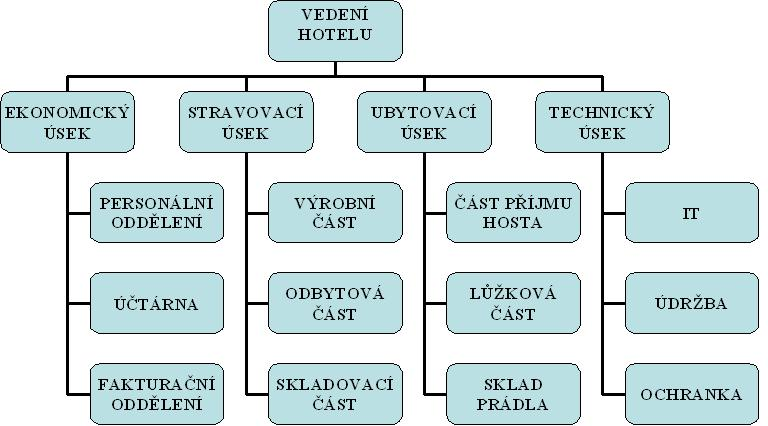 VEDENÍ
HOTELU
EKONOMICKÝ
ÚSEK
STRAVOVACÍ
ÚSEK
UBYTOVACÍ
ÚSEK
TECHNICKÝ
ÚSEK
PERSONÁLNÍ
ODDĚLENÍ
VÝROBNÍ
ČÁST
ČÁST PŘÍJMU
HOSTA
IT
ÚČTÁRNA
ODBYTOVÁ
ČÁST
LŮŽKOVÁ
ČÁST
ÚDRŽBA
FAKTURAČNÍ
ODDĚLENÍ
SKLADOVACÍ
ČÁST
SKLAD
PRÁDLA
OCHRANKA